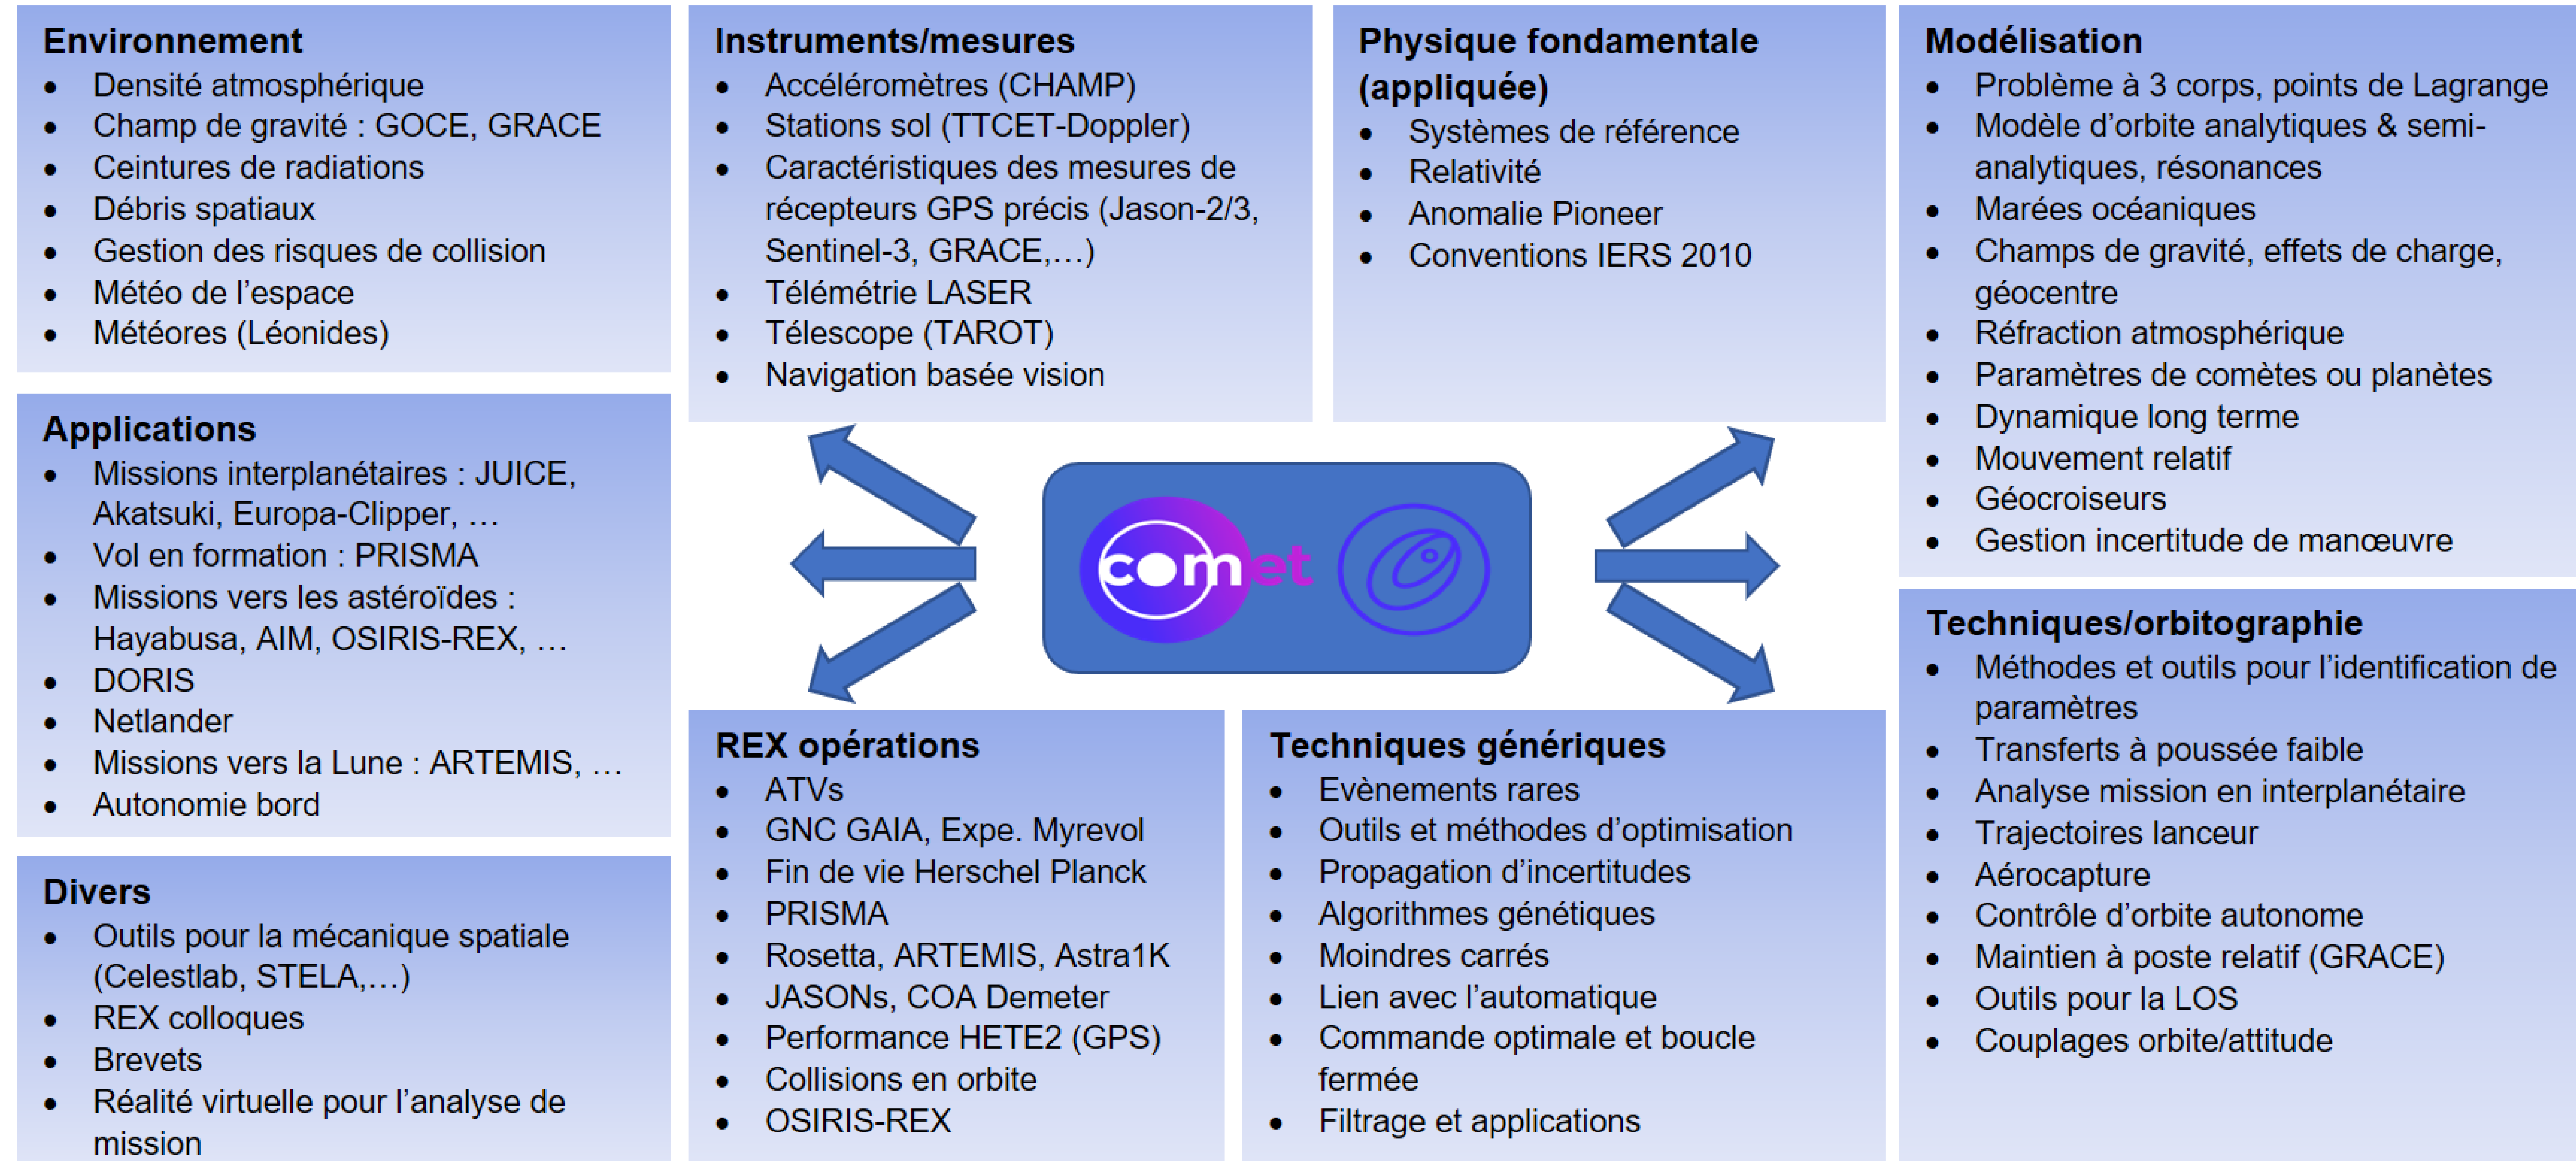 Environnement
• Densité atmosphérique
• Champ de gravité : GOCE, GRACE
• Ceintures de radiations
• Débris spatiaux
• Gestion des risques de collision
• Météo de l'espace
• Météores (Léonides)
Applications
• Missions interplanétaires : JUICE,
Akatsuki, Europa-Clipper, …
• Vol en formation : PRISMA
• Missions vers les astéroïdes :
Hayabusa, AIM, OSIRIS-REX, …
• DORIS
• Netlander
• Missions vers la Lune : ARTEMIS, …
• Autonomie bord
Divers
• Outils pour la mécanique spatiale
(Celestlab, STELA,…)
• REX colloques
• Brevets
• Réalité virtuelle pour l'analyse de
mission
Instruments/mesures
• Accéléromètres (CHAMP)
• Stations sol (TTCET-Doppler)
• Caractéristiques des mesures de
récepteurs GPS précis (Jason-2/3,
Sentinel-3, GRACE,…)
• Télémétrie LASER
• Télescope (TAROT)
• Navigation basée vision
Physique fondamentale
(appliquée)
• Systèmes de référence
• Relativité
• Anomalie Pioneer
• Conventions IERS 2010
comet
REX opérations
• ATVs
• GNC GAIA, Expe. Myrevol
• Fin de vie Herschel Planck
• PRISMA
• Rosetta, ARTEMIS, Astra1K
• JASONs, COA Demeter
• Performance HETE2 (GPS)
• Collisions en orbite
• OSIRIS-REX
Techniques génériques
• Evènements rares
• Outils et méthodes d'optimisation
• Propagation d'incertitudes
• Algorithmes génétiques
• Moindres carrés
• Lien avec l'automatique
• Commande optimale et boucle
fermée
• Filtrage et applications
Modélisation
• Problème à 3 corps, points de Lagrange
• Modèle d'orbite analytiques & semi-
analytiques, résonances
• Marées océaniques
• Champs de gravité, effets de charge,
géocentre
• Réfraction atmosphérique
• Paramètres de comètes ou planètes
• Dynamique long terme
• Mouvement relatif
• Géocroiseurs
• Gestion incertitude de manœuvre
Techniques/orbitographie
• Méthodes et outils pour l'identification de
paramètres
• Transferts à poussée faible
• Analyse mission en interplanétaire
• Trajectoires lanceur
• Aérocapture
• Contrôle d'orbite autonome
• Maintien à poste relatif (GRACE)
• Outils pour la LOS
• Couplages orbite/attitude